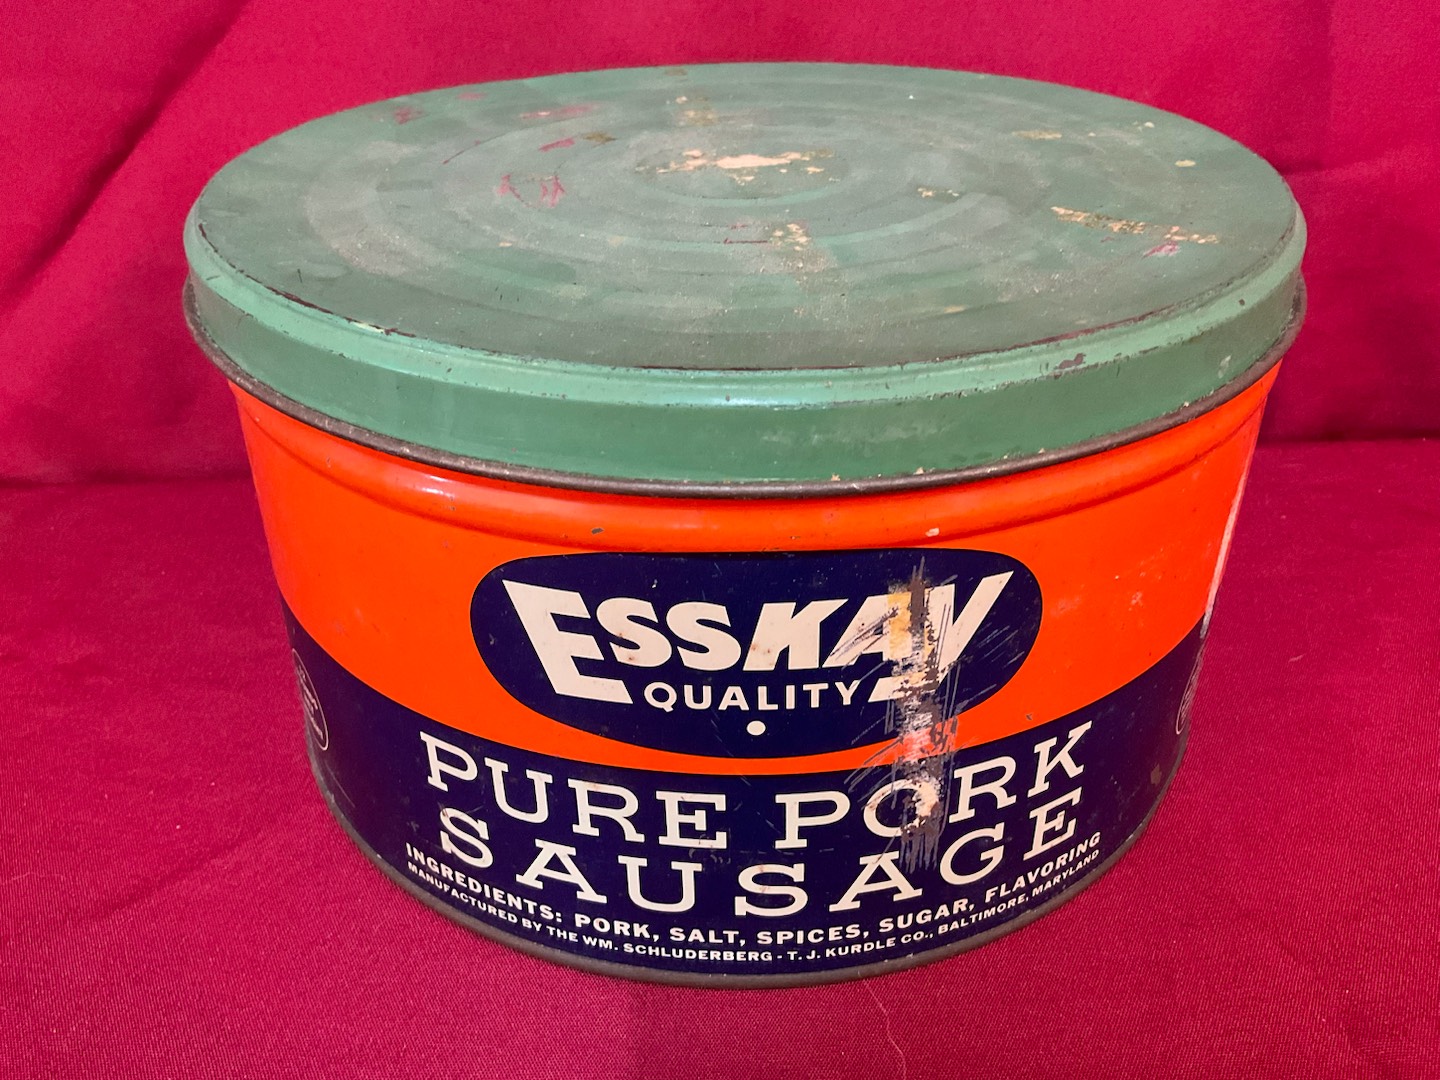 ESSKAY
QUALITY
PURE PORK
SAUSAGE
INGREDIENTS: PORK, SALT, SPICES, SUGAR, FLAVORING
MANUFACTURED BY THE WM. SCHLUDERBERG - T. J. KURDLE CO., BALTIMORE, MARYLAND